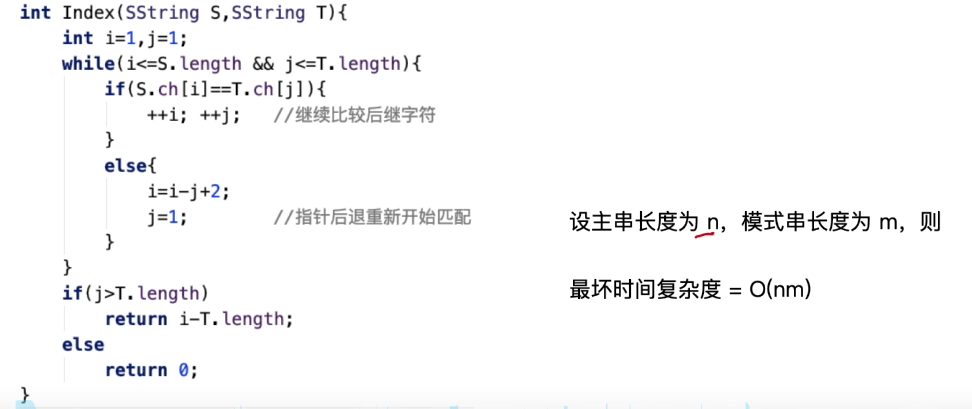 int Index(SString S,SString T){
int i=1,j=1;
while(i<=S.length && j<=T.length){
if(S.ch[i]==T.ch[j]){
++i; ++j; //继续比较后继字符
}
else{
i=i-j+2;
j=1; //指针后退重新开始匹配
}
}
if(j>T.length)
return i-T.length;
else
return 0;
}
设主串长度为 n，模式串长度为 m，则
最坏时间复杂度 = O(nm)